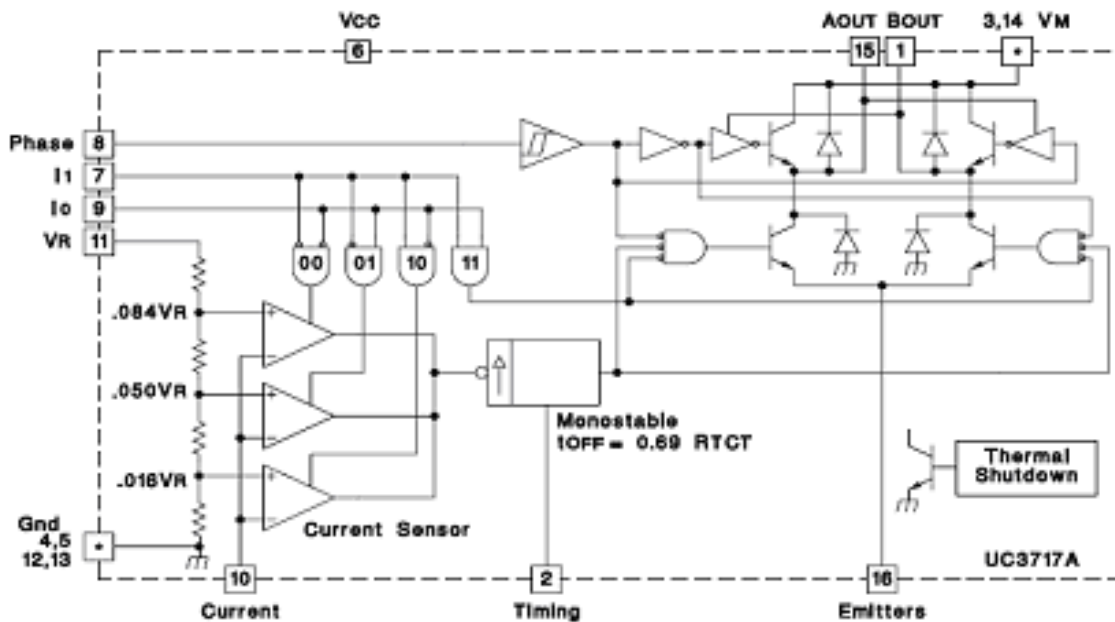 VCC
AOUT BOUT
3,14 VM
6
15
1
Phase
8
I1
7
I0
9
VR
11
00
01
10
11
.084VR
.050VR
.016VR
Monostable
tOFF = 0.69 RTCT
Thermal
Shutdown
Gnd
4,5
12,13
Current Sensor
UC3717A
10
2
16
Current
Timing
Emitters